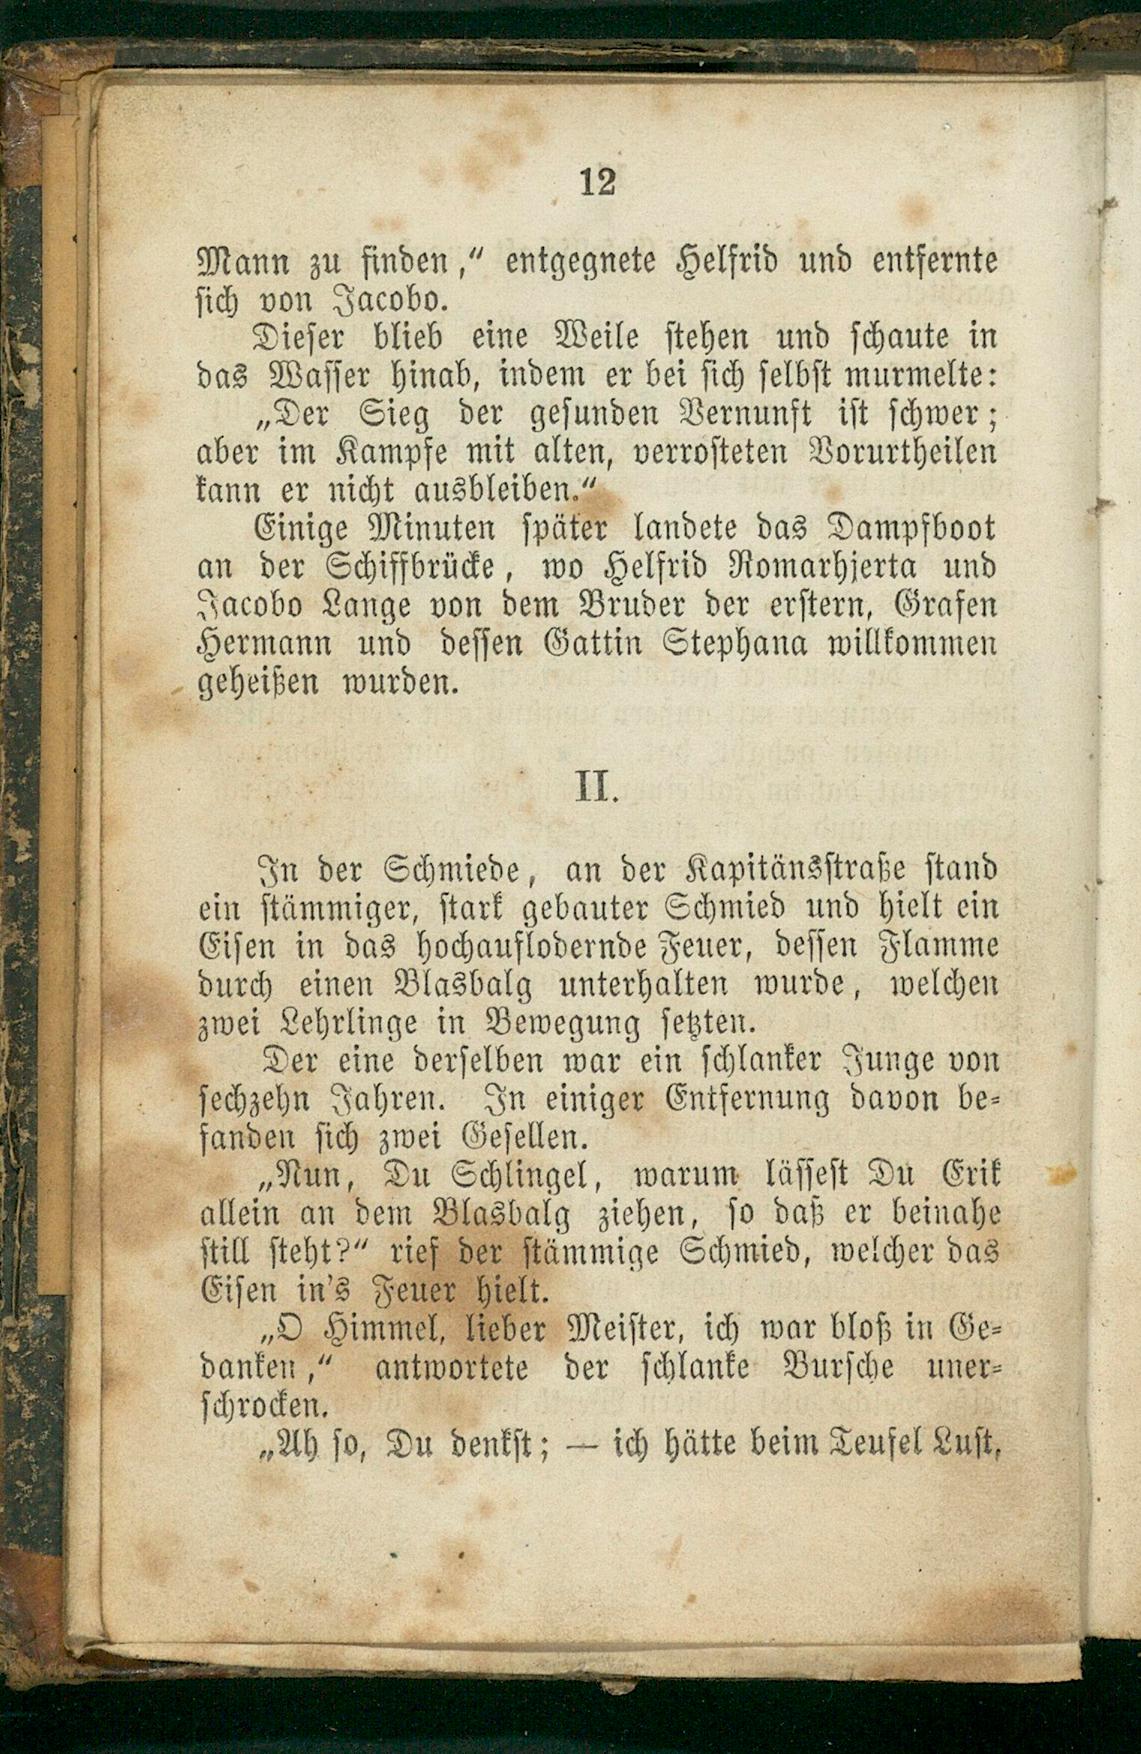 12
Mann zu finden,“ entgegnete Helfrid und entfernte
sich von Jacobo.
Dieser blieb eine Weile stehen und schaute in
das Wasser hinab, indem er bei sich selbst murmelte:
„Der Sieg der gesunden Vernunft ist schwer;
aber im Kampfe mit alten, verrosteten Vorurtheilen
kann er nicht ausbleiben.“
Einige Minuten später landete das Dampfboot
an der Schiffbrücke, wo Helfrid Romarhjerta und
Jacobo Lange von dem Bruder der erstern, Grafen
Hermann und dessen Gattin Stephana willkommen
geheißen wurden.
II.
In der Schmiede, an der Kapitänsstraße stand
ein stämmiger, stark gebauter Schmied und hielt ein
Eisen in das hochauflodernde Feuer, dessen Flamme
durch einen Blasbalg unterhalten wurde, welchen
zwei Lehrlinge in Bewegung setzten.
Der eine derselben war ein schlanker Junge von
sechzehn Jahren. In einiger Entfernung davon be-
fanden sich zwei Gesellen.
„Nun, Du Schlingel, warum lässest Du Erik
allein an dem Blasbalg ziehen, so daß er beinahe
still steht?“ rief der stämmige Schmied, welcher das
Eisen in's Feuer hielt.
„O Himmel, lieber Meister, ich war bloß in Ge-
danken,“ antwortete der schlanke Bursche uner-
schrocken.
„Ah so, Du denkst; — ich hätte beim Teufel Lust,